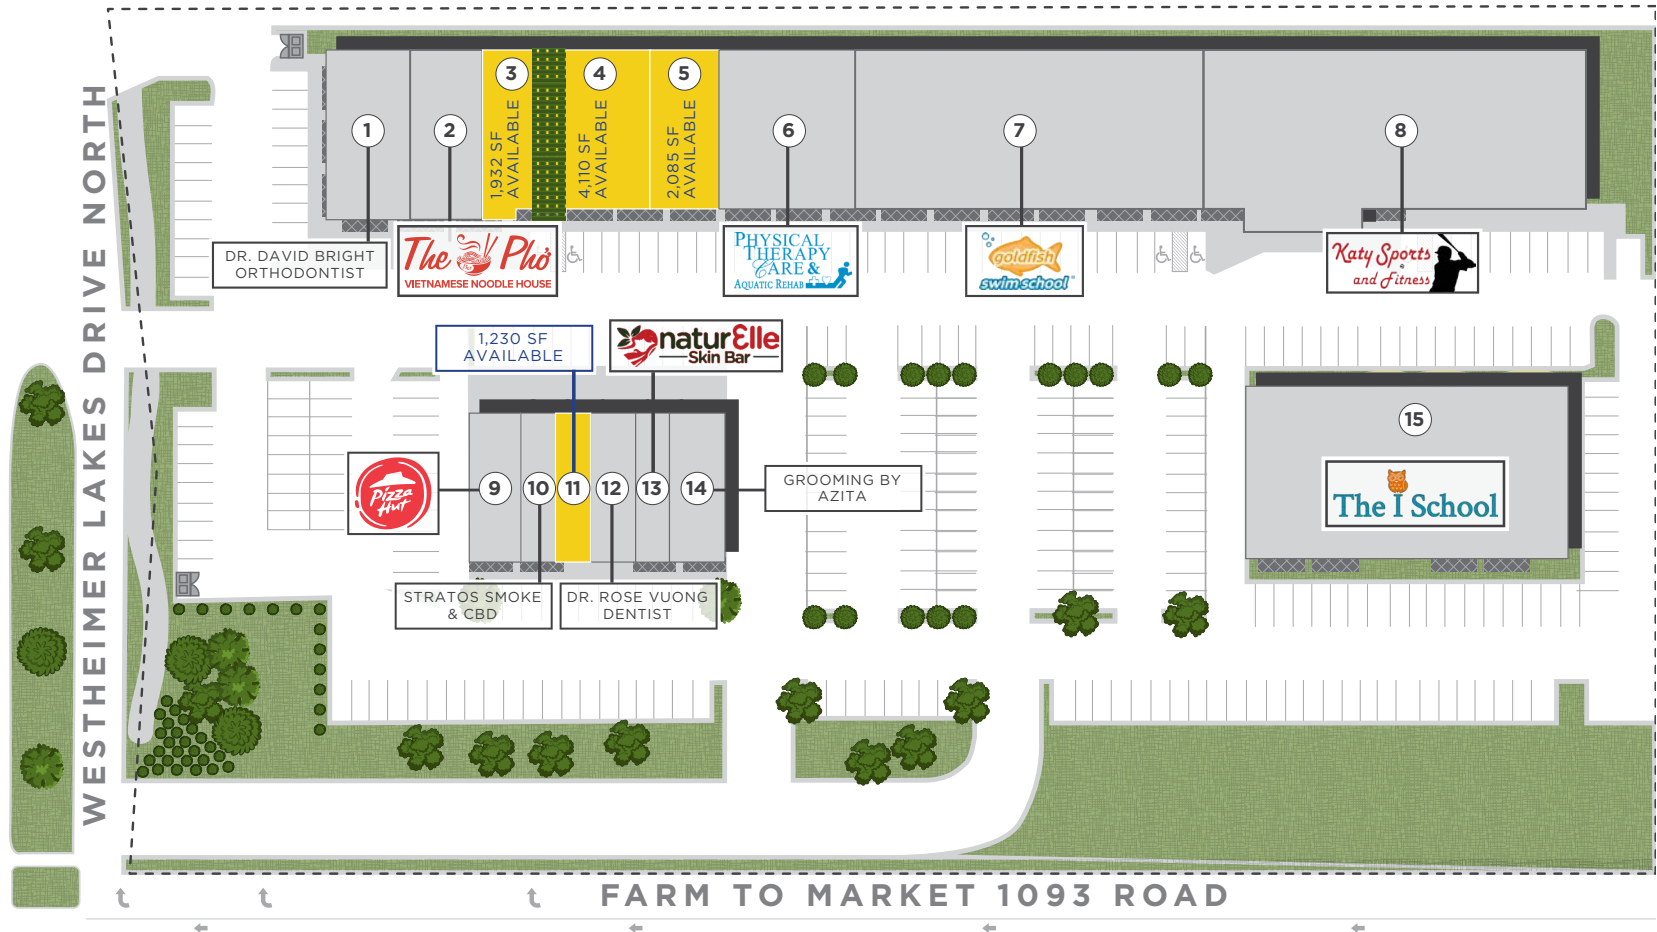 WESTHEIMER LAKES DRIVE NORTH
1
2
3
1,932 SF
AVAILABLE
4
4,110 SF
AVAILABLE
5
2,085 SF
AVAILABLE
6
7
8
DR. DAVID BRIGHT
ORTHODONTIST
The Phở
VIETNAMESE NOODLE HOUSE
PHYSICAL
THERAPY
CARE &
AQUATIC REHAB
goldfish
swim school
Katy Sports
and Fitness
1,230 SF
AVAILABLE
naturElle
Skin Bar
Pizza
Hut
9
10
11
12
13
14
GROOMING BY
AZITA
STRATOS SMOKE
& CBD
DR. ROSE VUONG
DENTIST
15
The I School
FARM TO MARKET 1093 ROAD